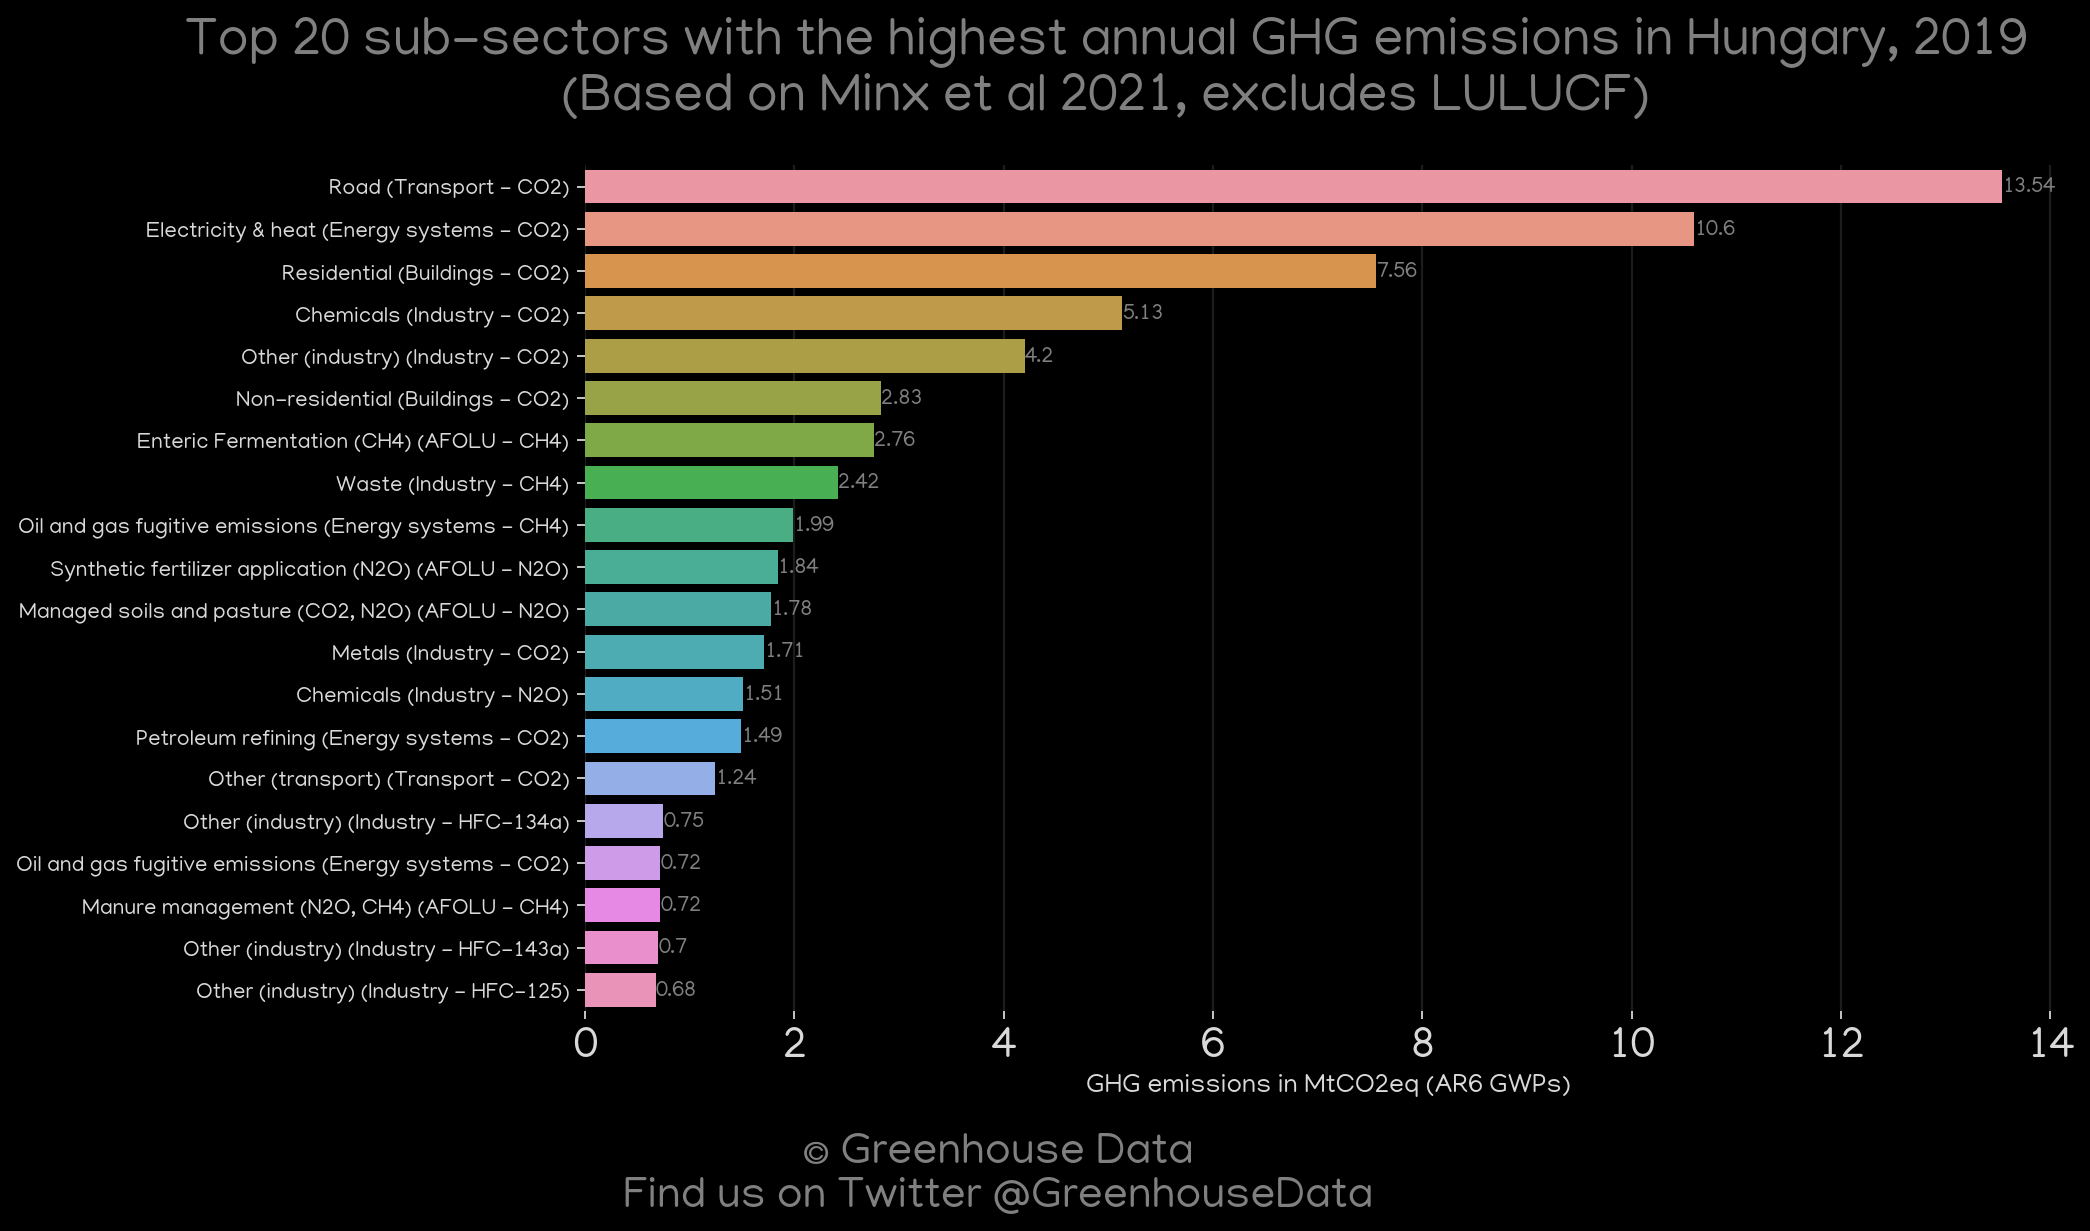 Top 20 sub-sectors with the highest annual GHG emissions in Hungary, 2019
(Based on Minx et al 2021, excludes LULUCF)
Road (Transport - CO2) 13.54
Electricity & heat (Energy systems - CO2) 10.6
Residential (Buildings - CO2) 7.56
Chemicals (Industry - CO2) 5.13
Other (industry) (Industry - CO2) 4.2
Non-residential (Buildings - CO2) 2.83
Enteric Fermentation (CH4) (AFOLU - CH4) 2.76
Waste (Industry - CH4) 2.42
Oil and gas fugitive emissions (Energy systems - CH4) 1.99
Synthetic fertilizer application (N2O) (AFOLU - N2O) 1.84
Managed soils and pasture (CO2, N2O) (AFOLU - N2O) 1.78
Metals (Industry - CO2) 1.71
Chemicals (Industry - N2O) 1.51
Petroleum refining (Energy systems - CO2) 1.49
Other (transport) (Transport - CO2) 1.24
Other (industry) (Industry - HFC-134a) 0.75
Oil and gas fugitive emissions (Energy systems - CO2) 0.72
Manure management (N2O, CH4) (AFOLU - CH4) 0.72
Other (industry) (Industry - HFC-143a) 0.7
Other (industry) (Industry - HFC-125) 0.68
0 2 4 6 8 10 12 14
GHG emissions in MtCO2eq (AR6 GWPs)
© Greenhouse Data
Find us on Twitter @GreenhouseData